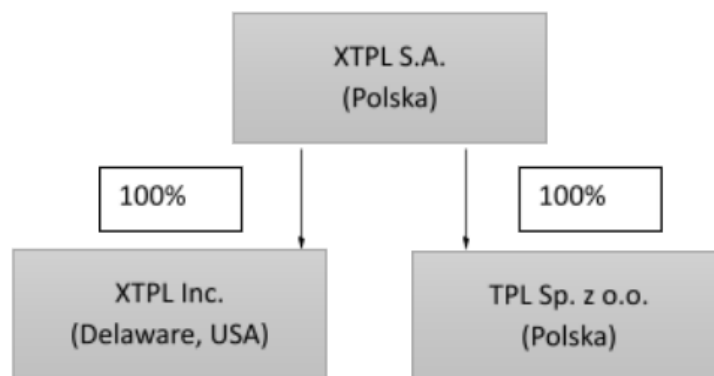 XTPL S.A.
(Polska)
100%
100%
XTPL Inc.
(Delaware, USA)
TPL Sp. z o.o.
(Polska)